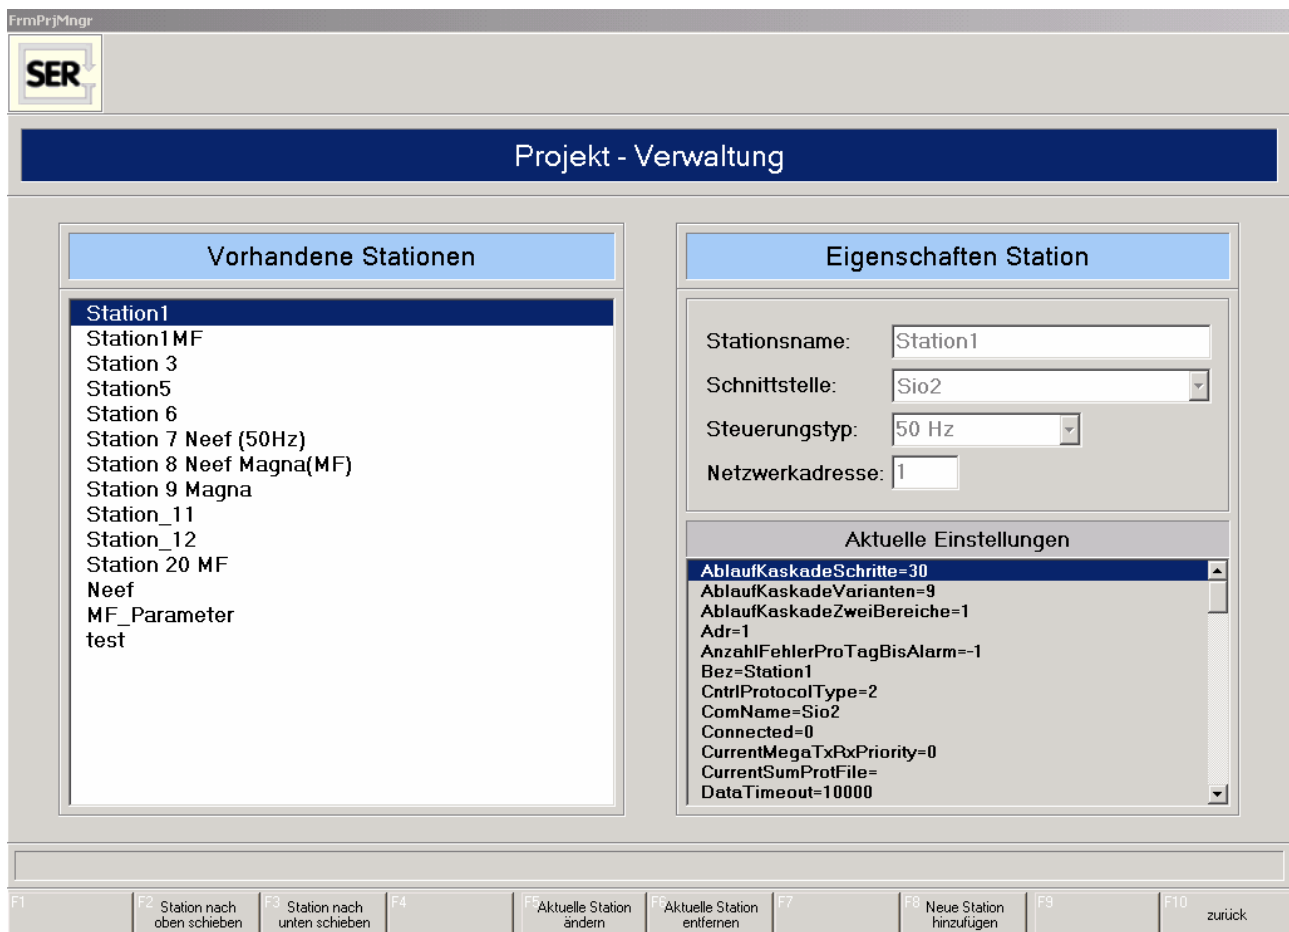 FrmPrjMngr
SER
Projekt - Verwaltung
Vorhandene Stationen
Station1
Station1MF
Station 3
Station5
Station 6
Station 7 Neef (50Hz)
Station 8 Neef Magna(MF)
Station 9 Magna
Station_11
Station_12
Station 20 MF
Neef
MF_Parameter
test
Eigenschaften Station
Stationsname: Station1
Schnittstelle: Sio2
Steuerungstyp: 50 Hz
Netzwerkadresse: 1
Aktuelle Einstellungen
AblaufKaskadeSchritte=30
AblaufKaskadeVarianten=9
AblaufKaskadeZweiBereiche=1
Adr=1
AnzahlFehlerProTagBisAlarm=-1
Bez=Station1
CntrlProtocolType=2
ComName=Sio2
Connected=0
CurrentMegaTxRxPriority=0
CurrentSumProtFile=
DataTimeout=10000
F1
F2 Station nach
oben schieben
F3 Station nach
unten schieben
F4
F5 Aktuelle Station
ändern
F6 Aktuelle Station
entfernen
F7
F8 Neue Station
hinzufügen
F9
F10
zurück